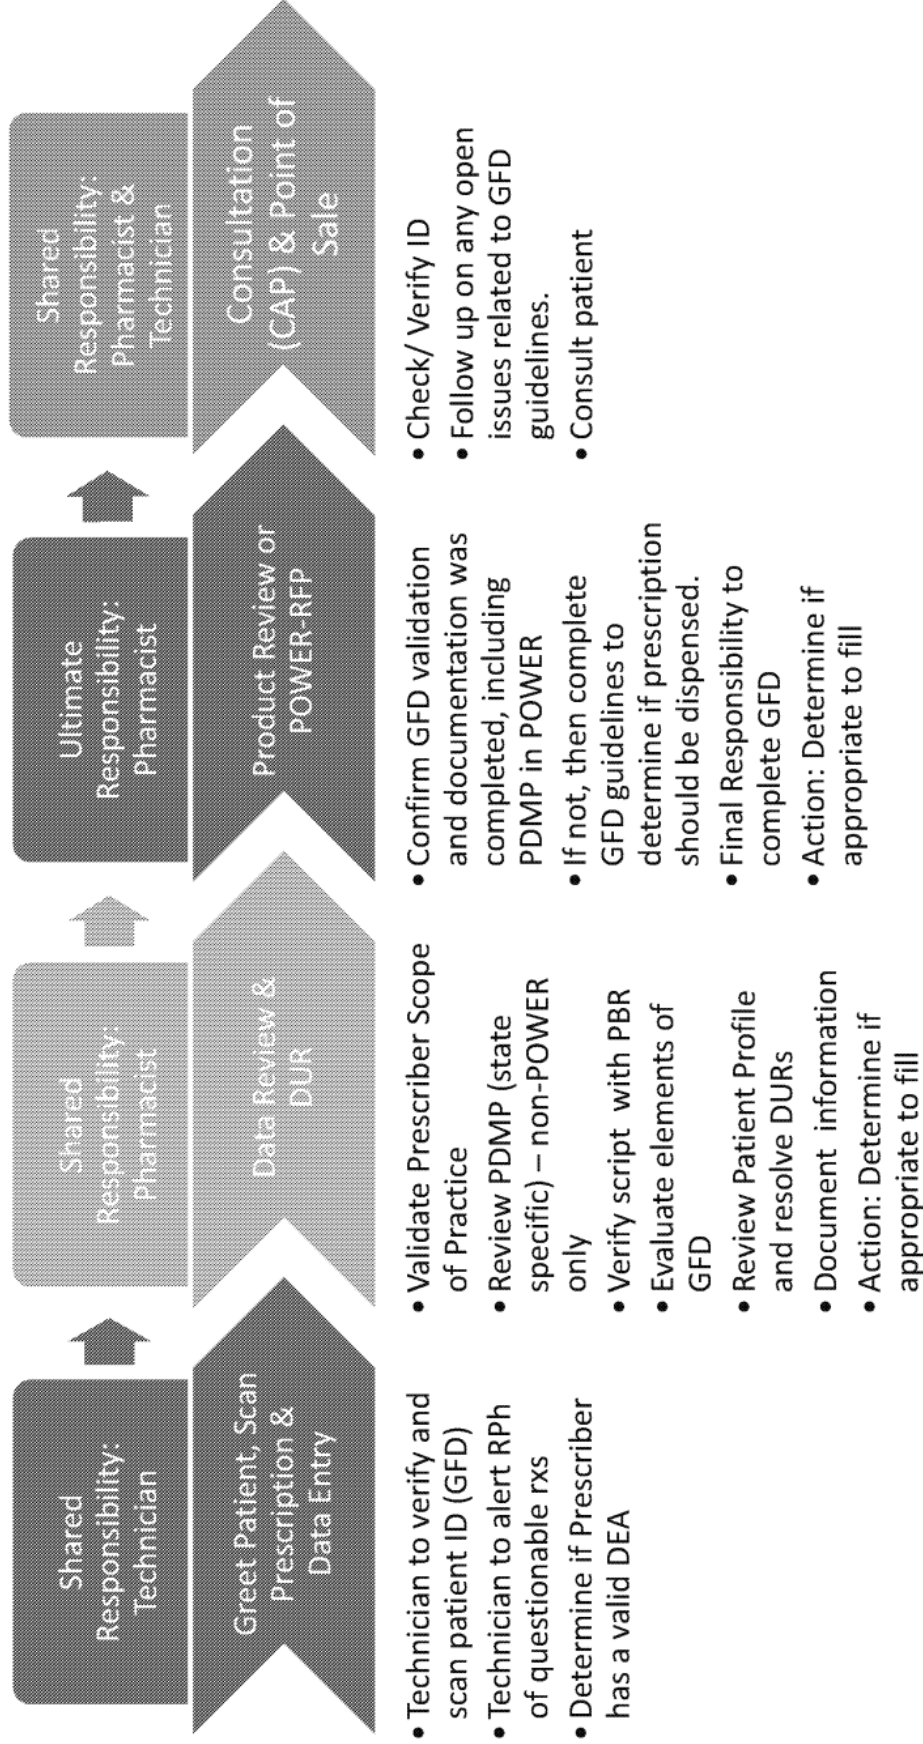 Shared
Responsibility:
Technician
Greet Patient, Scan
Prescription &
Data Entry
• Technician to verify and
scan patient ID (GFD)
• Technician to alert RPh
of questionable rxs
• Determine if Prescriber
has a valid DEA
Shared
Responsibility:
Pharmacist
Data Review &
DUR
• Validate Prescriber Scope
of Practice
• Review PDMP (state
specific) – non-POWER
only
• Verify script with PBR
• Evaluate elements of
GFD
• Review Patient Profile
and resolve DURs
• Document information
• Action: Determine if
appropriate to fill
Ultimate
Responsibility:
Pharmacist
Product Review or
POWER-RFP
• Confirm GFD validation
and documentation was
completed, including
PDMP in POWER
• If not, then complete
GFD guidelines to
determine if prescription
should be dispensed.
• Final Responsibility to
complete GFD
• Action: Determine if
appropriate to fill
Shared
Responsibility:
Pharmacist &
Technician
Consultation
(CAP) & Point of
Sale
• Check/ Verify ID
• Follow up on any open
issues related to GFD
guidelines.
• Consult patient